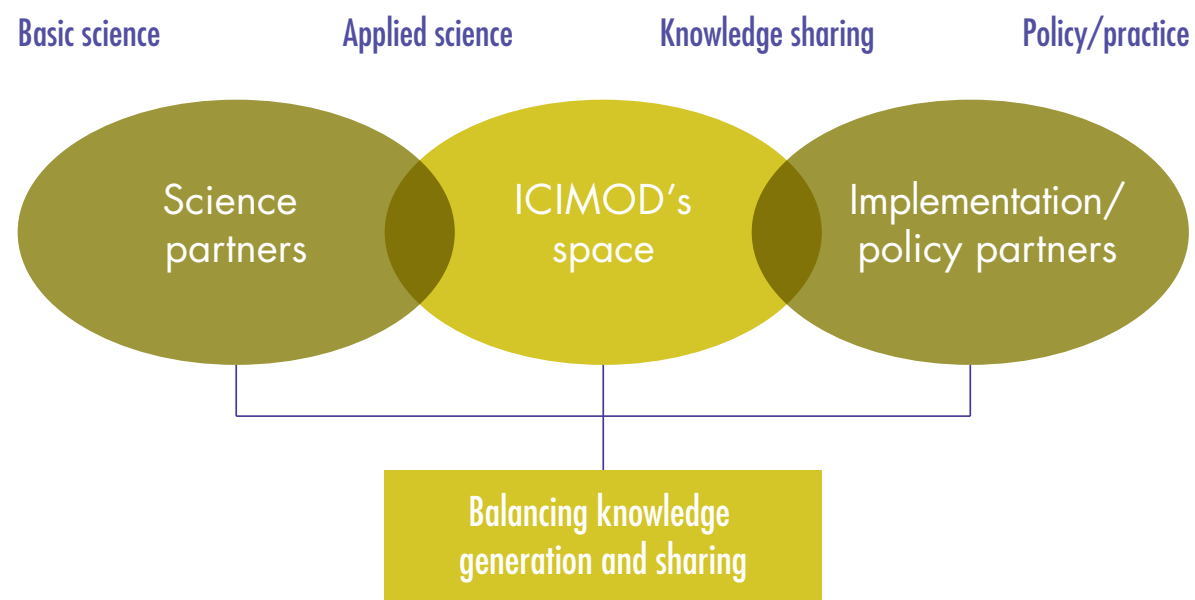 Basic science Applied science Knowledge sharing Policy/practice
Science
partners
ICIMOD's
space
Implementation/
policy partners
Balancing knowledge
generation and sharing